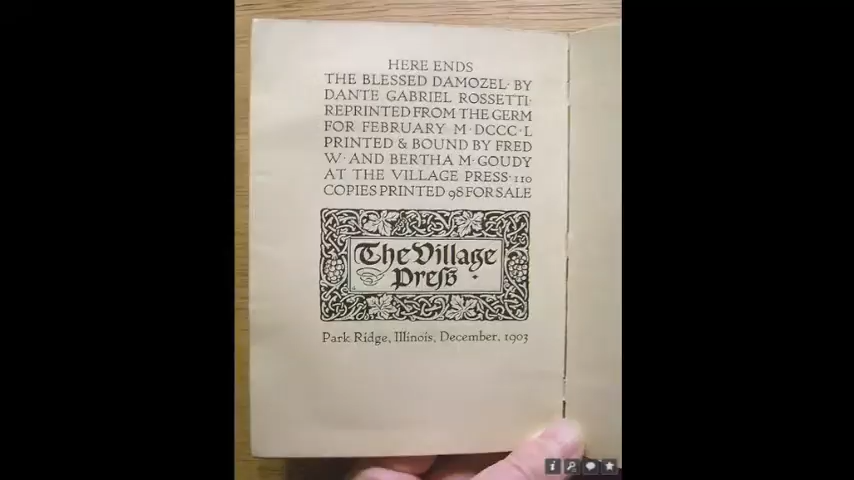 HERE ENDS
THE BLESSED DAMOZEL· BY
DANTE GABRIEL ROSSETTI·
REPRINTED FROM THE GERM
FOR FEBRUARY M·DCCC·L
PRINTED & BOUND BY FRED
W· AND BERTHA M·GOUDY
AT THE VILLAGE PRESS·110
COPIES PRINTED 98 FOR SALE
The Village
Preſs
Park Ridge, Illinois, December, 1903